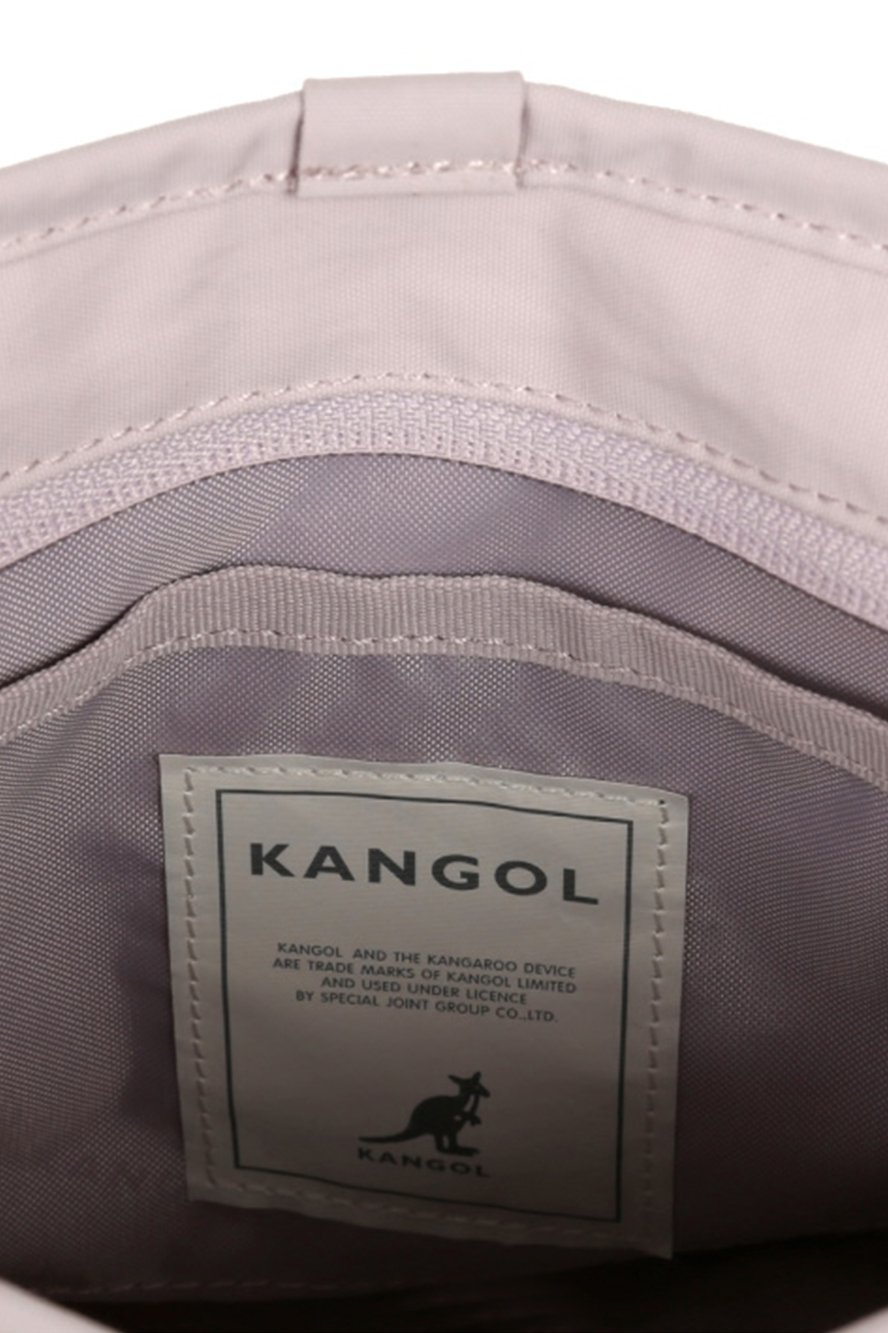 KANGOL
KANGOL AND THE KANGAROO DEVICE
ARE TRADE MARKS OF KANGOL LIMITED
AND USED UNDER LICENCE
BY SPECIAL JOINT GROUP CO.,LTD.
KANGOL